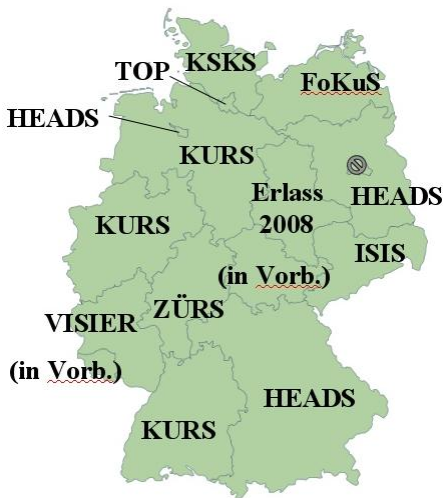 KSKS
TOP
FoKuS
HEADS
KURS
Erlass
2008
HEADS
KURS
ISIS
(in Vorb.)
ZÜRS
VISIER
(in Vorb.)
HEADS
KURS